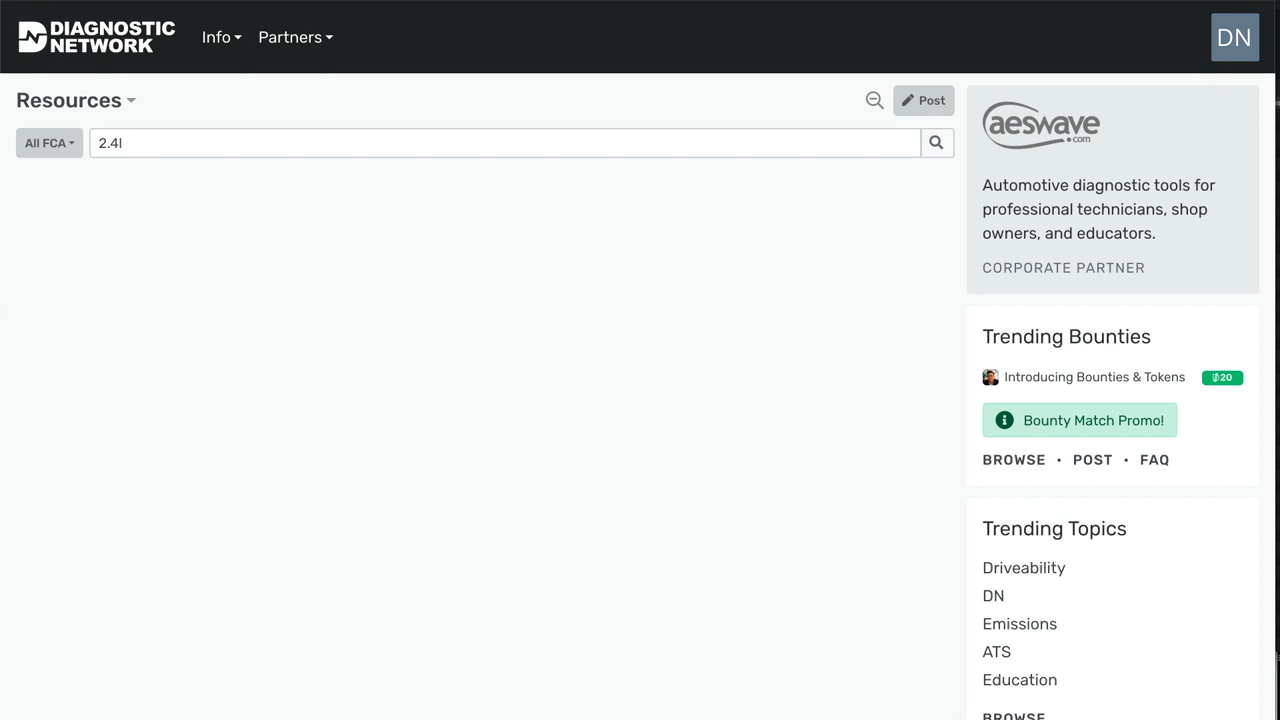 DIAGNOSTIC
NETWORK
Info
Partners
DN
Resources
Post
All FCA
2.4l
aeswave
.com
Automotive diagnostic tools for
professional technicians, shop
owners, and educators.
CORPORATE PARTNER
Trending Bounties
Introducing Bounties & Tokens
20
Bounty Match Promo!
BROWSE • POST • FAQ
Trending Topics
Driveability
DN
Emissions
ATS
Education
BROWSE